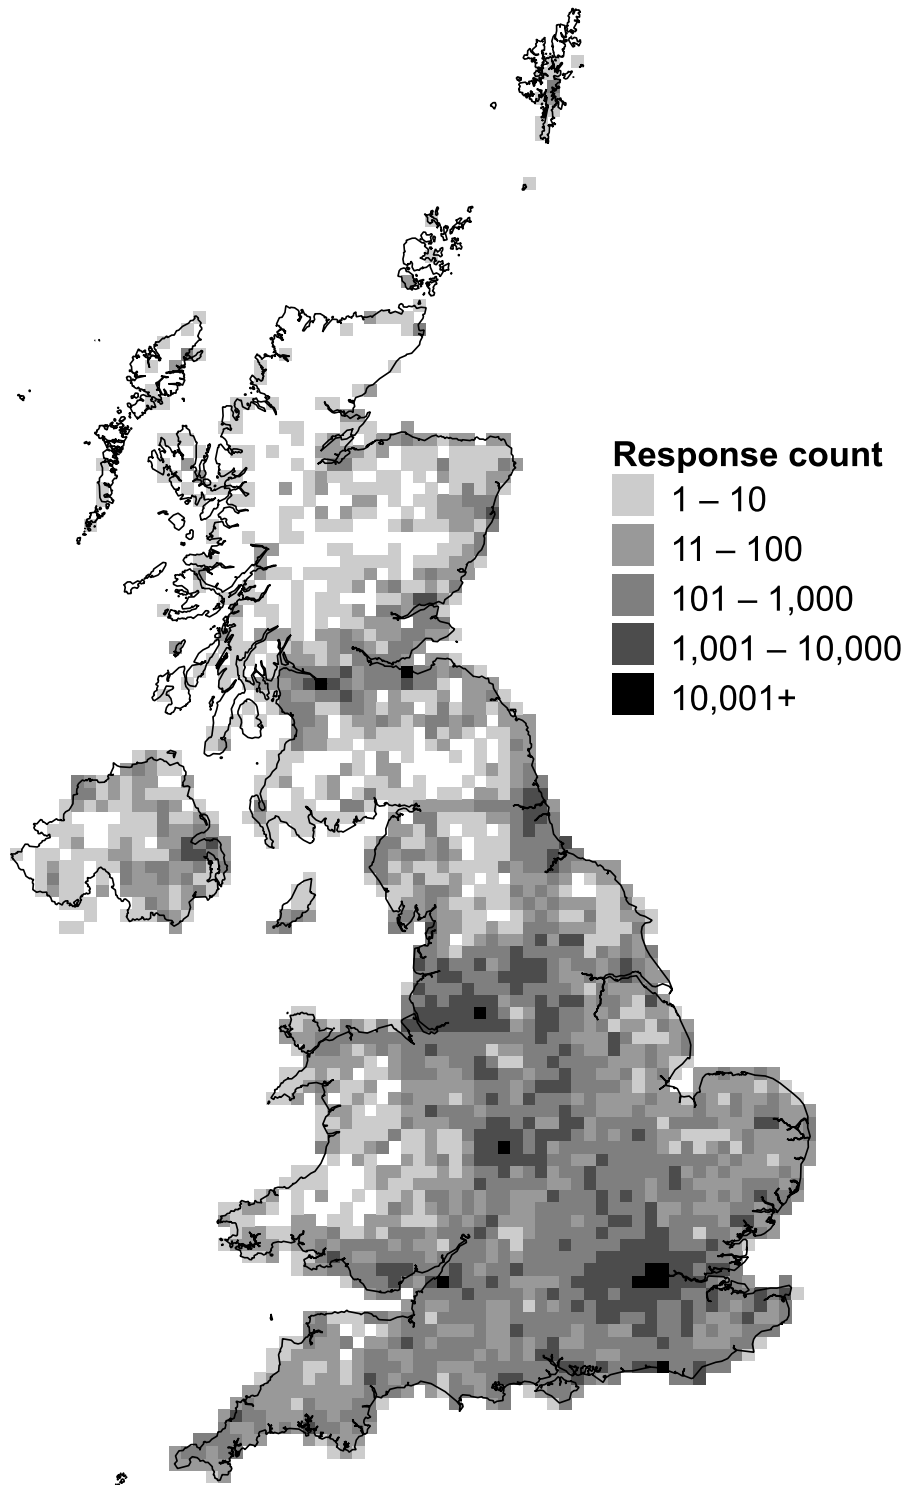 Response count
1 – 10
11 – 100
101 – 1,000
1,001 – 10,000
10,001+